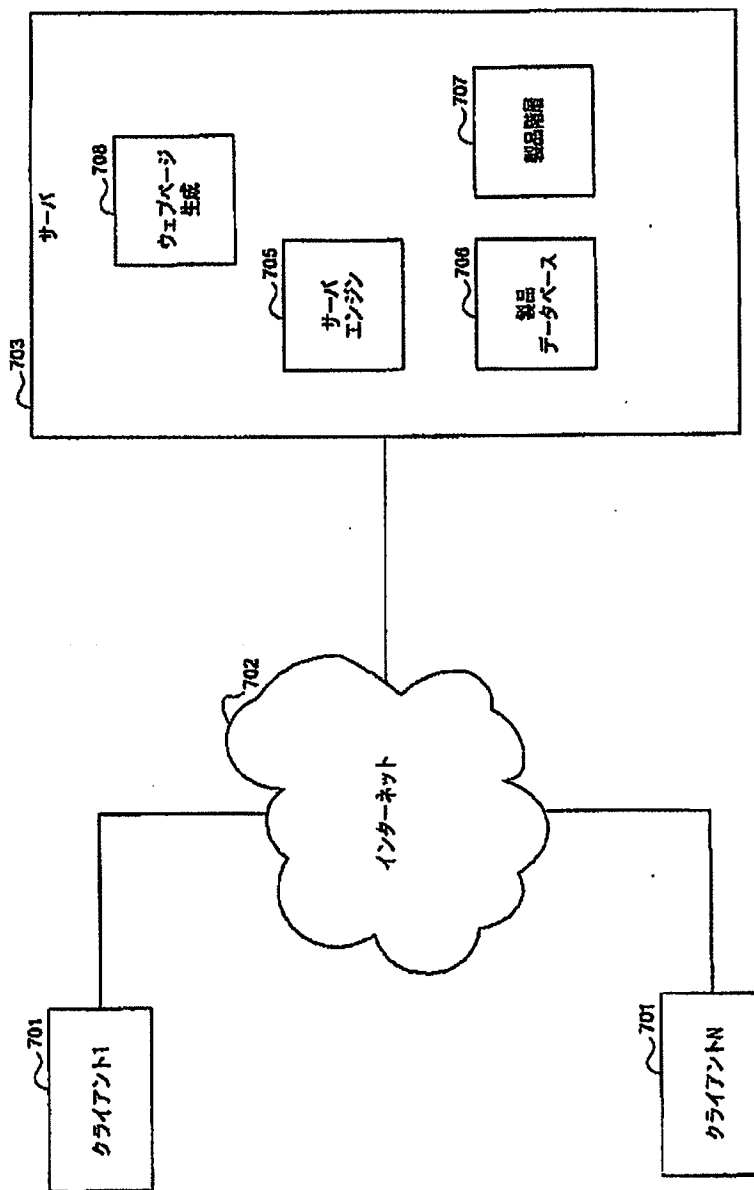 703
サーバ
708
ウェブページ
生成
705
サーバ
エンジン
706
製品
データベース
707
製品階層
702
インターネット
701
クライアント1
701
クライアントN